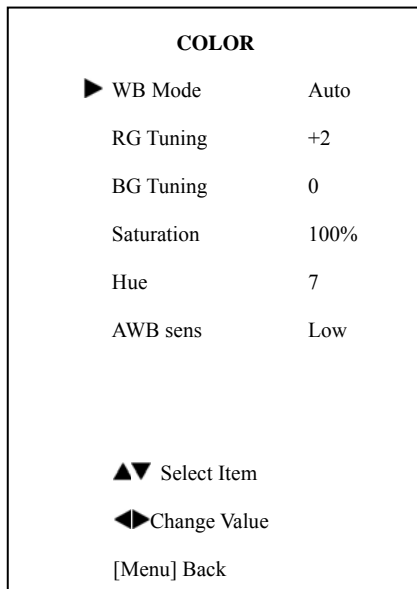 COLOR
▶ WB Mode Auto
RG Tuning +2
BG Tuning 0
Saturation 100%
Hue 7
AWB sens Low
▲▼ Select Item
◀▶Change Value
[Menu] Back